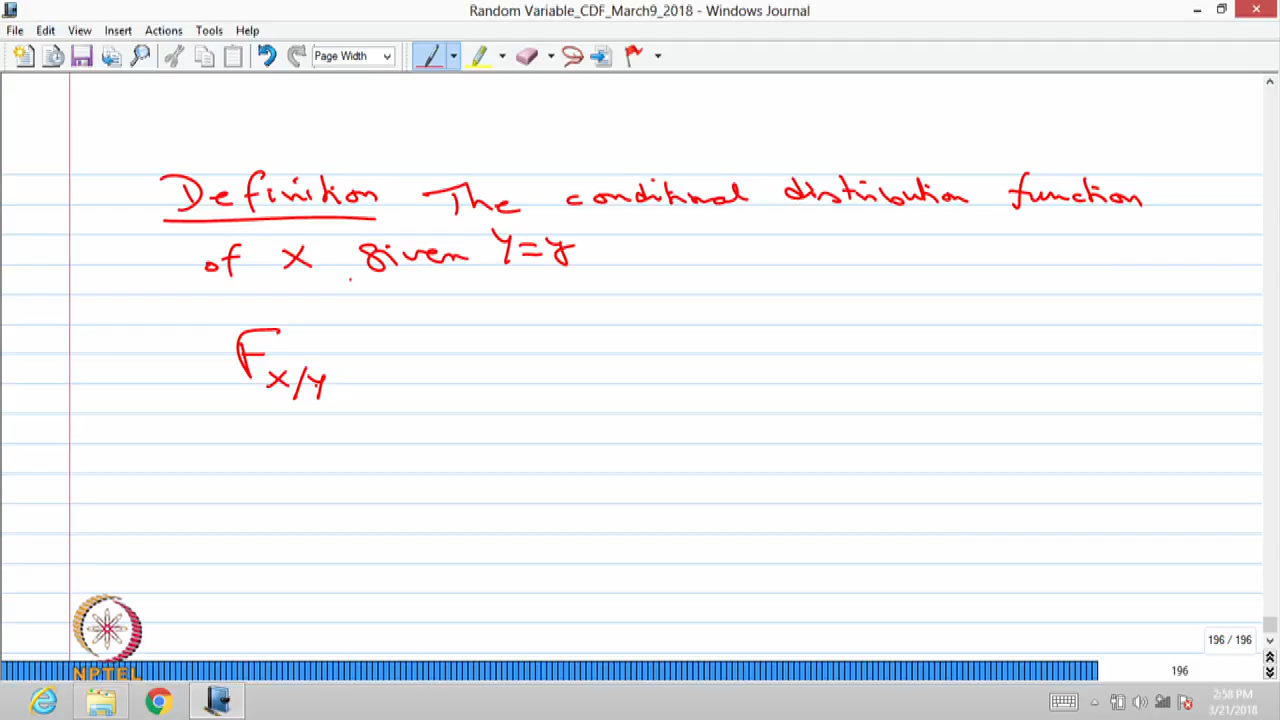 Random Variable_CDF_March9_2018 - Windows Journal
File Edit View Insert Actions Tools Help
Page Width
Definition The conditional distribution function
of X given Y=y
F X/Y
196 / 196
NPTEL
196
2:58 PM
3/21/2018